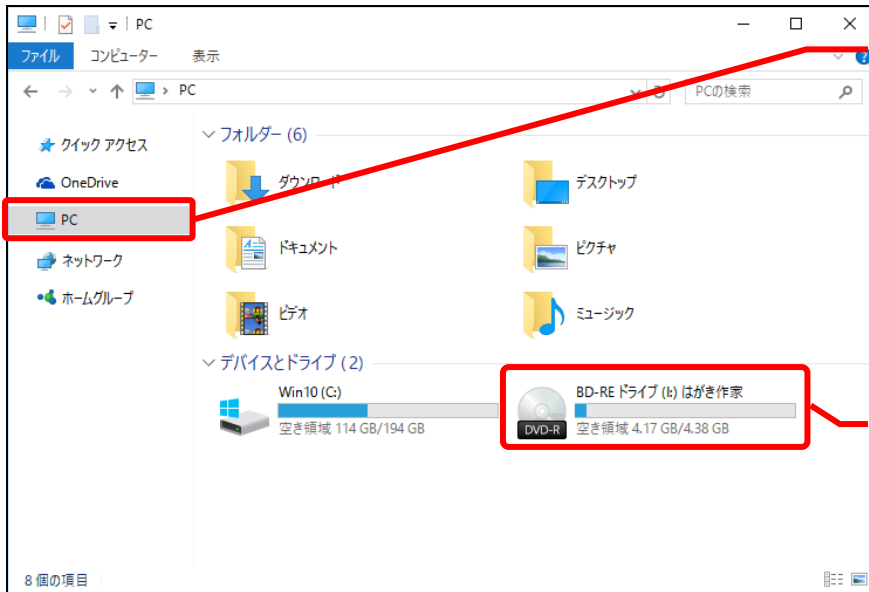 PC
ファイル
コンピューター
表示
PC
PCの検索
クイック アクセス
OneDrive
PC
ネットワーク
ホームグループ
フォルダー (6)
ダウンロード
デスクトップ
ドキュメント
ピクチャ
ビデオ
ミュージック
デバイスとドライブ (2)
Win10 (C:)
空き領域 114 GB/194 GB
BD-RE ドライブ (I:) はがき作家
DVD-R
空き領域 4.17 GB/4.38 GB
8 個の項目